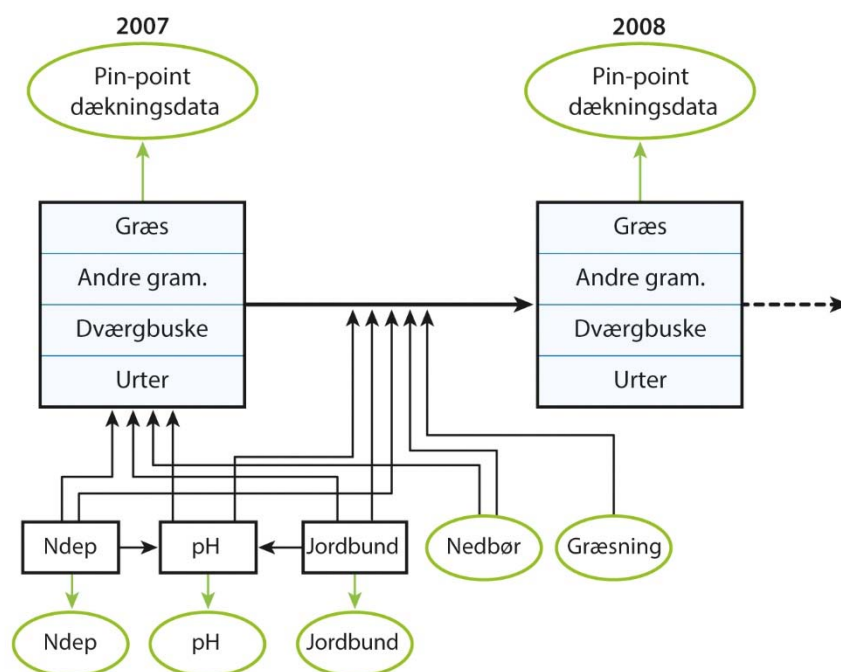 2007
2008
Pin-point
dækningsdata
Pin-point
dækningsdata
Græs
Andre gram.
Dværgbuske
Urter
Græs
Andre gram.
Dværgbuske
Urter
Ndep
pH
Jordbund
Nedbør
Græsning
Ndep
pH
Jordbund